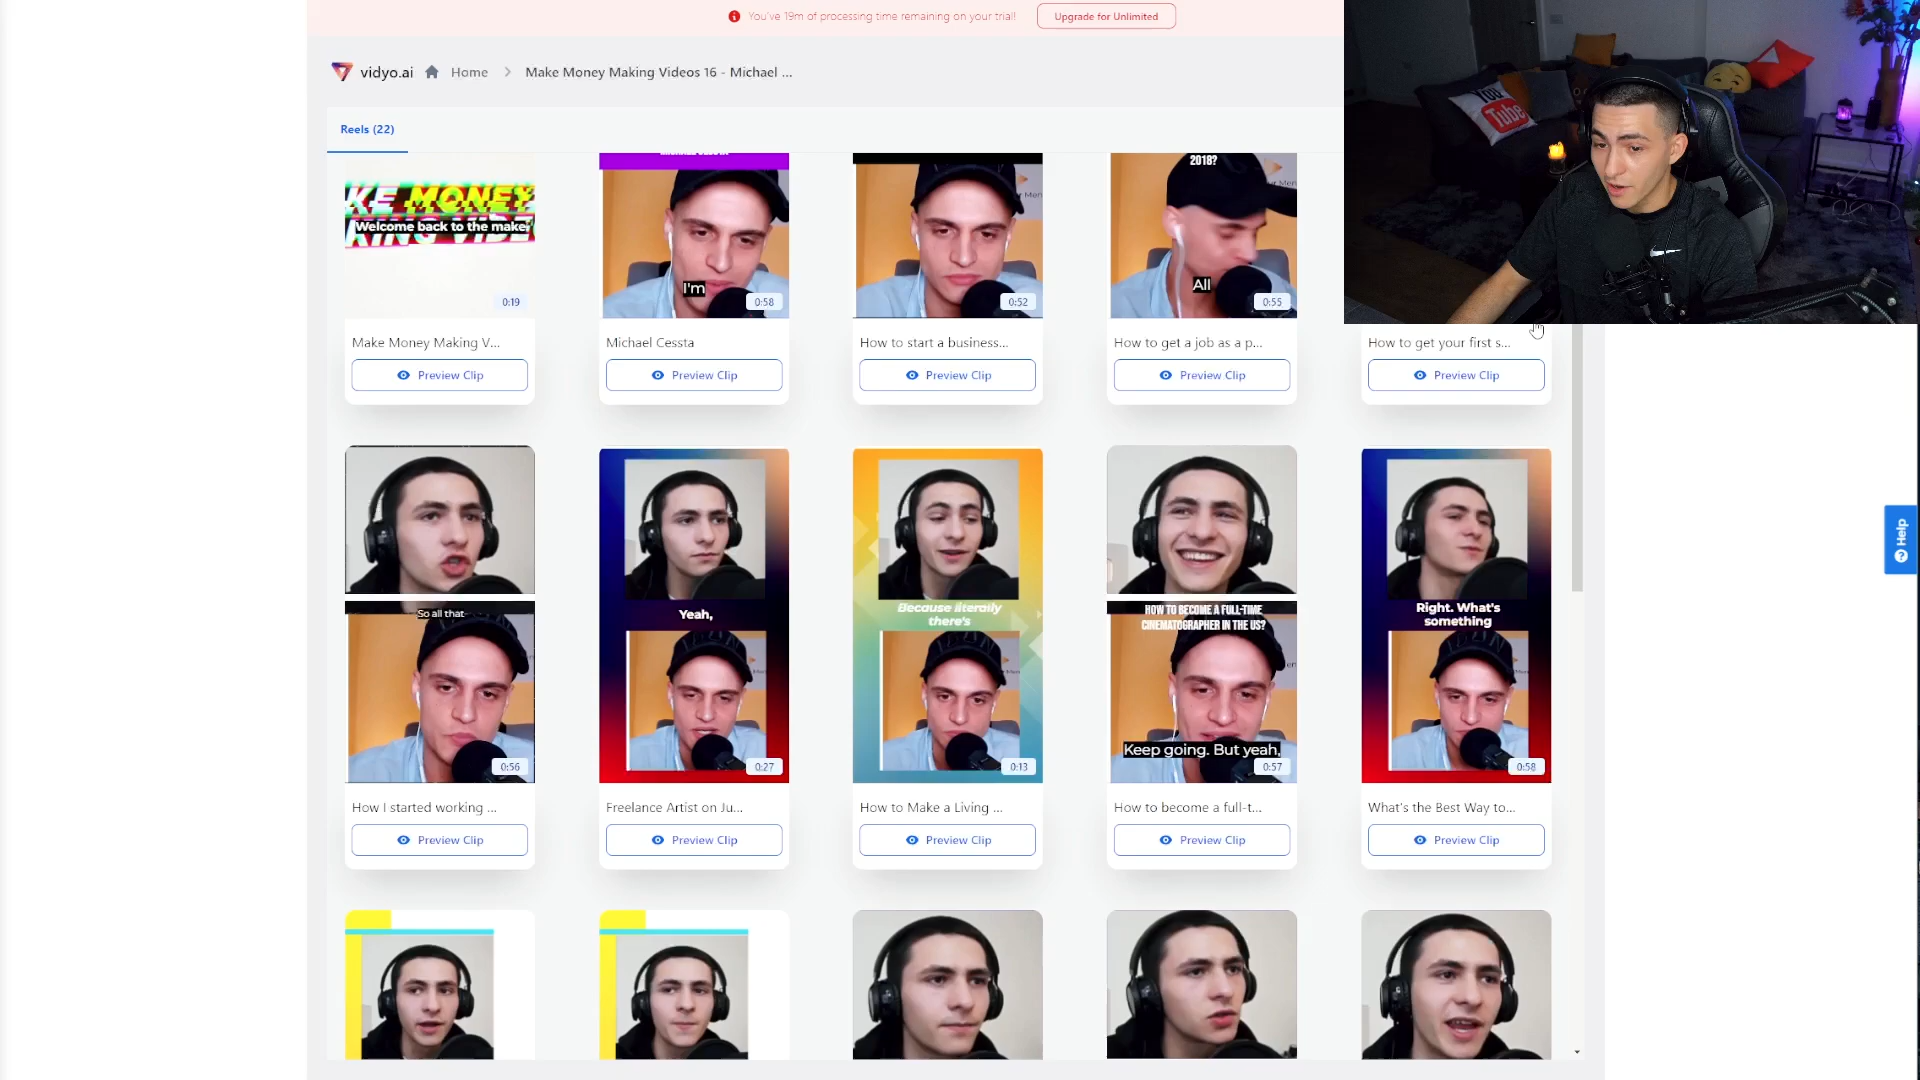 You've 19m of processing time remaining on your trial!
Upgrade for Unlimited
vidyo.ai
Home
Make Money Making Videos 16 - Michael ...
Reels (22)
You
Tube
KE MONEY
Welcome back to the make
KING VIDE
0:19
I'm
0:58
0:52
2018?
All
0:55
Make Money Making V...
Michael Cessta
How to start a business...
How to get a job as a p...
How to get your first s...
Preview Clip
Preview Clip
Preview Clip
Preview Clip
Preview Clip
So all that
0:56
Yeah,
0:27
Because literally
there's
0:13
HOW TO BECOME A FULL-TIME
CINEMATOGRAPHER IN THE US?
Keep going. But yeah,
0:57
Right. What's
something
0:58
How I started working ...
Freelance Artist on Ju...
How to Make a Living ...
How to become a full-t...
What's the Best Way to...
Preview Clip
Preview Clip
Preview Clip
Preview Clip
Preview Clip
Help